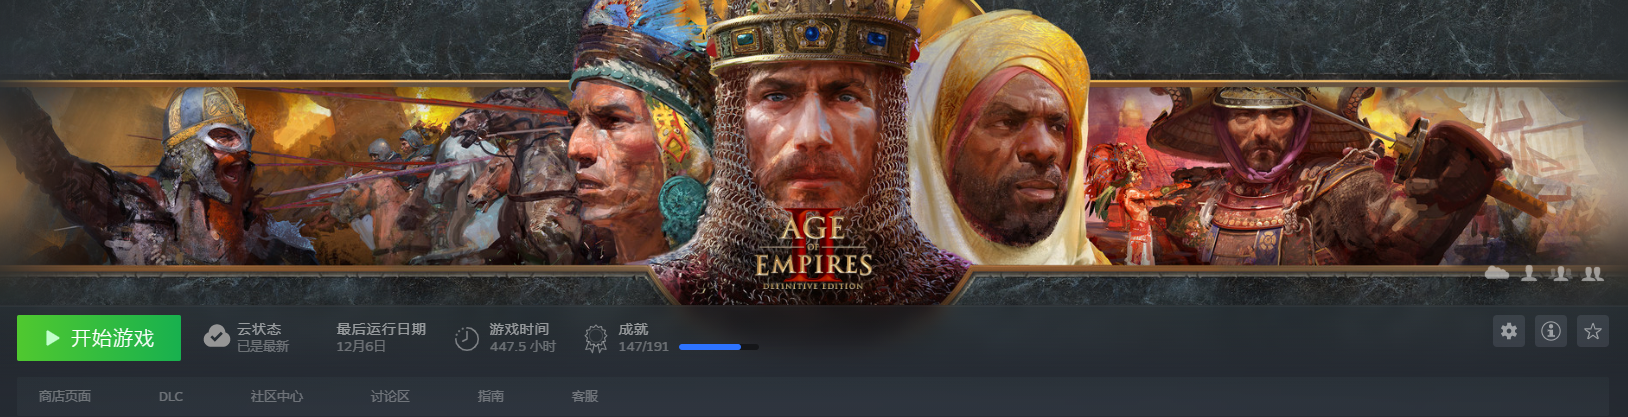 AGE
OF
EMPIRES
II
DEFINITIVE EDITION
开始游戏
云状态
已是最新
最后运行日期
12月6日
游戏时间
447.5 小时
成就
147/191
商店页面
DLC
社区中心
讨论区
指南
客服